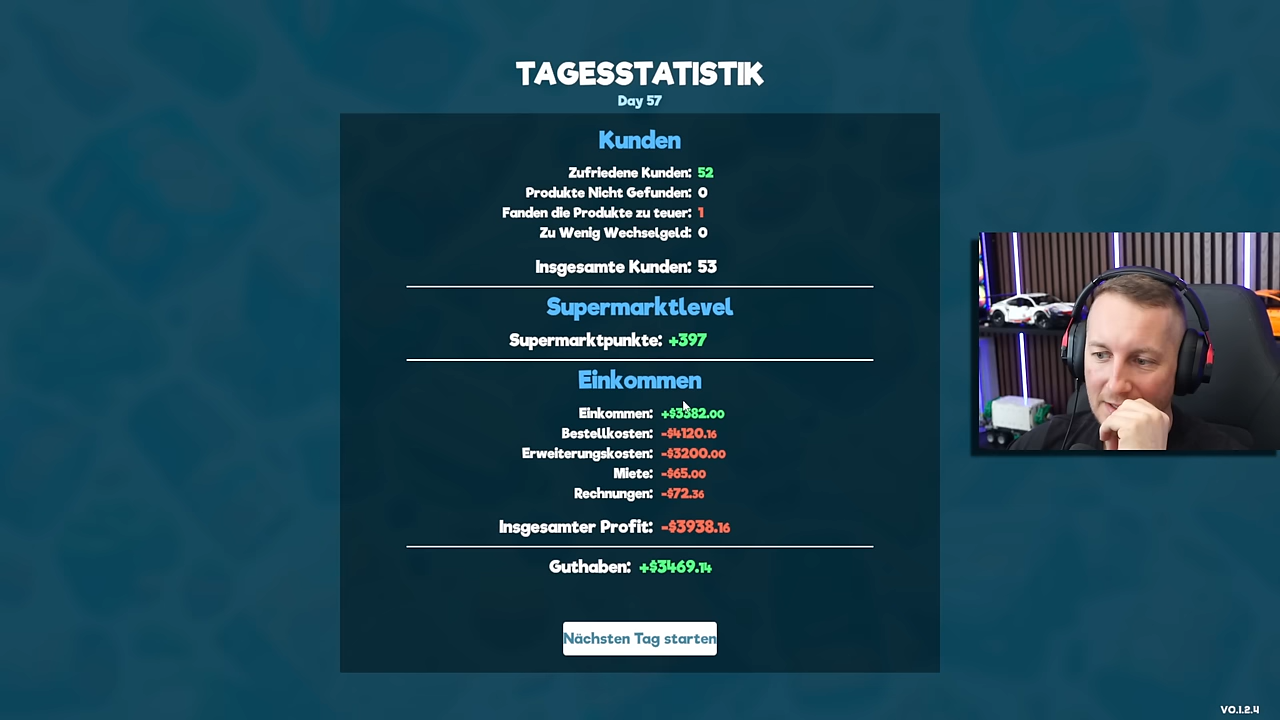 TAGESSTATISTIK
Day 57
Kunden
Zufriedene Kunden: 52
Produkte Nicht Gefunden: 0
Fanden die Produkte zu teuer: 1
Zu Wenig Wechselgeld: 0
Insgesamte Kunden: 53
Supermarktlevel
Supermarktpunkte: +397
Einkommen
Einkommen: +$3382.00
Bestellkosten: -$4120.16
Erweiterungskosten: -$3200.00
Miete: -$65.00
Rechnungen: -$72.36
Insgesamter Profit: -$3938.16
Guthaben: +$3469.14
Nächsten Tag starten
V0.1.2.4